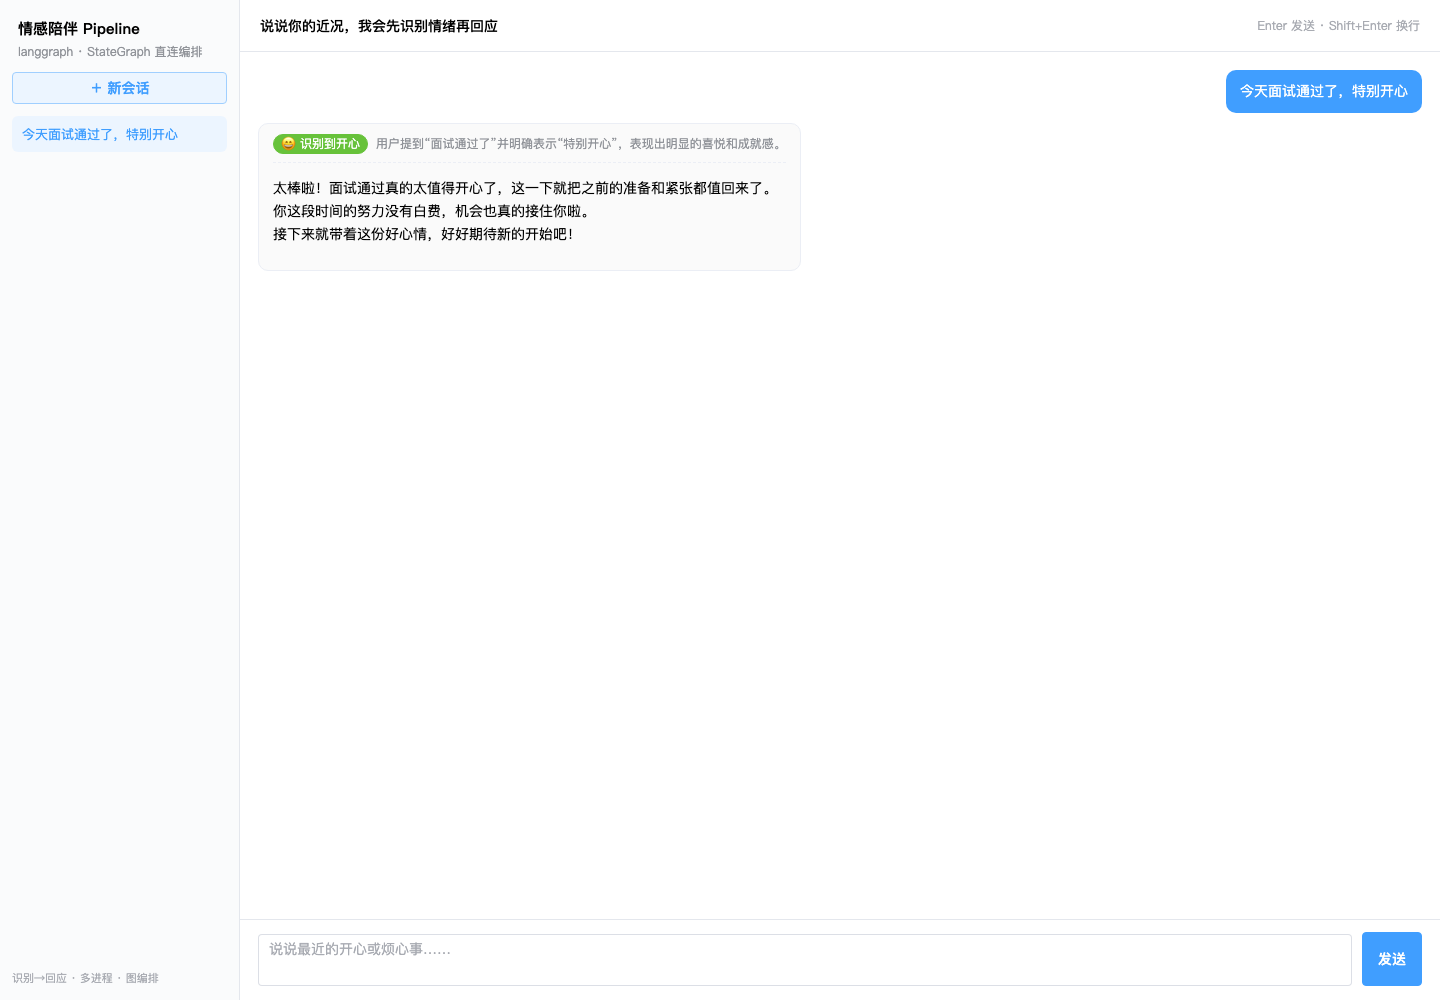 情感陪伴 Pipeline
langgraph · StateGraph 直连编排
+ 新会话
今天面试通过了，特别开心
识别→回应 · 多进程 · 图编排
说说你的近况，我会先识别情绪再回应
Enter 发送 · Shift+Enter 换行
今天面试通过了，特别开心
😄 识别到开心 用户提到“面试通过了”并明确表示“特别开心”，表现出明显的喜悦和成就感。
太棒啦！面试通过真的太值得开心了，这一下就把之前的准备和紧张都值回来了。
你这段时间的努力没有白费，机会也真的接住你啦。
接下来就带着这份好心情，好好期待新的开始吧！
说说最近的开心或烦心事……
发送